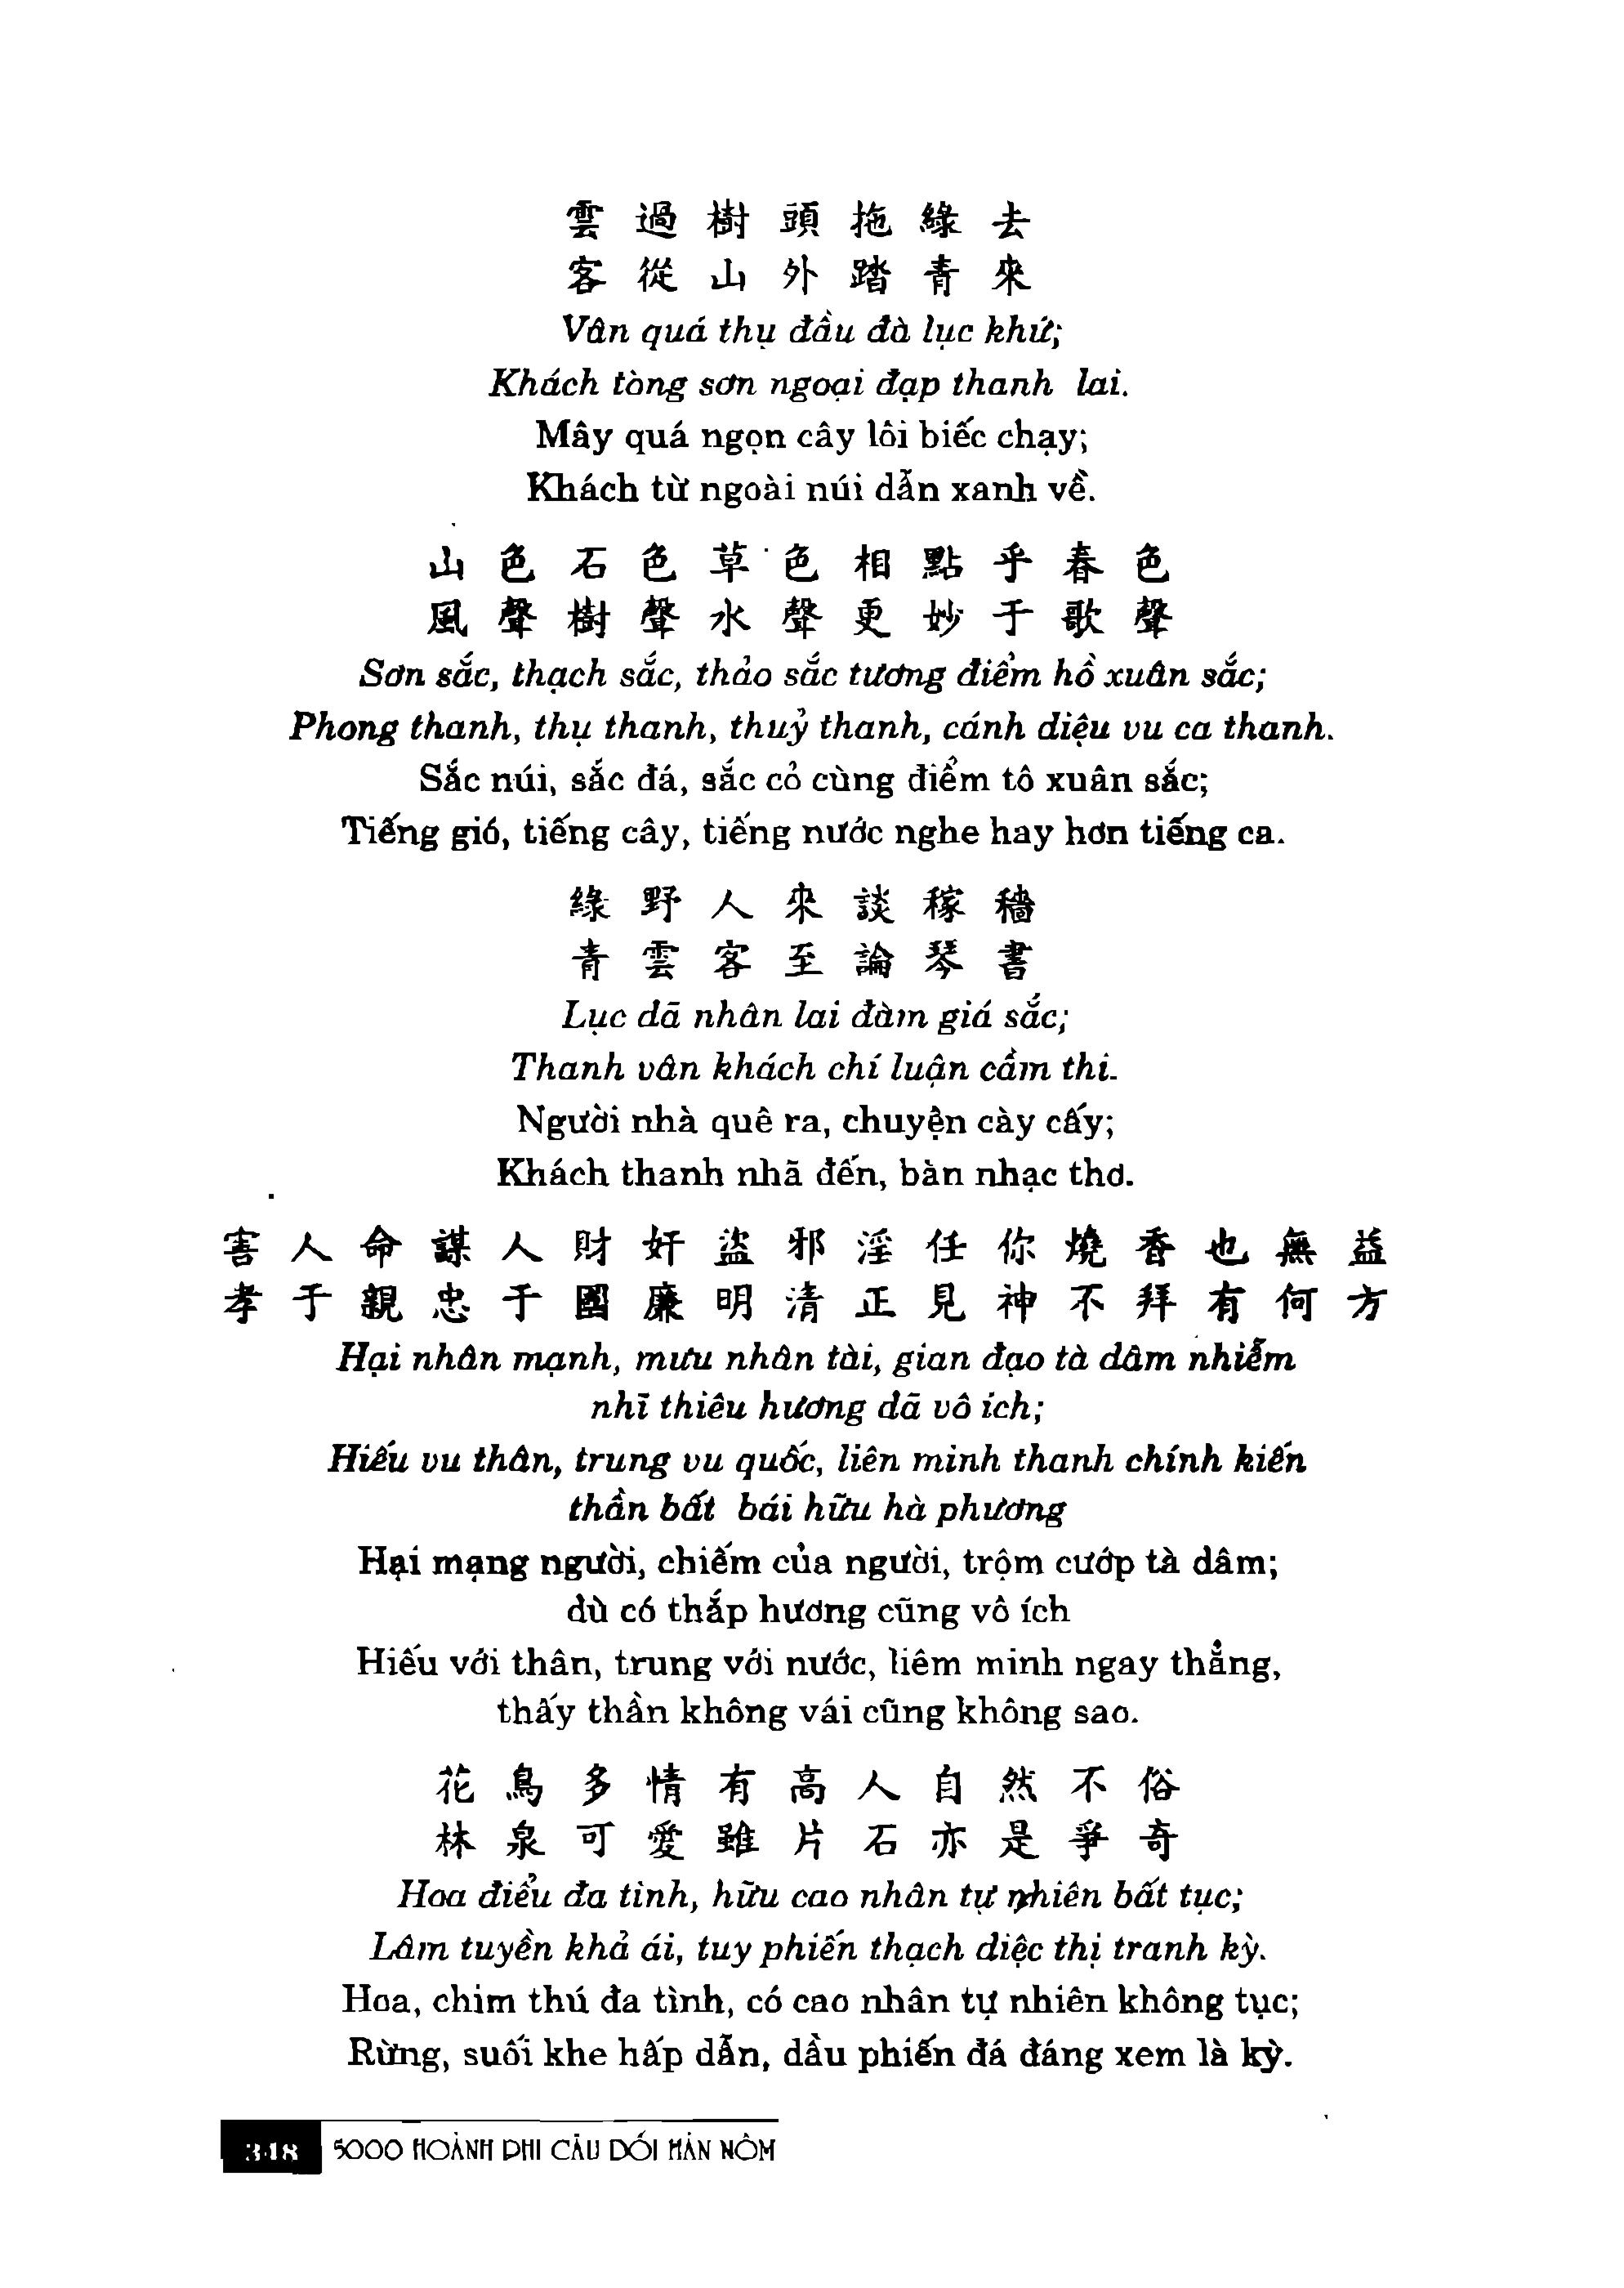 雲過樹頭拖綠去
客從山外踏青來
Vân quá thụ đầu đà lục khứ;
Khách tòng sơn ngoại đạp thanh lai.
Mây quá ngọn cây lôi biếc chạy;
Khách từ ngoài núi dẫn xanh về.
山色石色草色相點乎春色
風聲樹聲水聲更妙于歌聲
Sơn sắc, thạch sắc, thảo sắc tương điểm hồ xuân sắc;
Phong thanh, thụ thanh, thuỷ thanh, cánh diệu vu ca thanh.
Sắc núi, sắc đá, sắc cỏ cùng điểm tô xuân sắc;
Tiếng gió, tiếng cây, tiếng nước nghe hay hơn tiếng ca.
綠野人來談稼穡
青雲客至論琴書
Lục dã nhân lai đàm giá sắc;
Thanh vân khách chí luận cầm thi.
Người nhà quê ra, chuyện cày cấy;
Khách thanh nhã đến, bàn nhạc thơ.
害人命謀人財奸盜邪淫任你燒香也無益
孝于親忠于國廉明清正見神不拜有何方
Hại nhân mạnh, mưu nhân tài, gian đạo tà dâm nhiễm
nhĩ thiêu hương dã vô ích;
Hiếu vu thân, trung vu quốc, liên minh thanh chính kiến
thần bất bái hữu hà phương
Hại mạng người, chiếm của người, trộm cướp tà dâm;
dù có thắp hương cũng vô ích
Hiếu với thân, trung với nước, liêm minh ngay thẳng,
thấy thần không vái cũng không sao.
花鳥多情有高人自然不俗
林泉可愛雖片石亦是爭奇
Hoa điểu đa tình, hữu cao nhân tự nhiên bất tục;
Lâm tuyền khả ái, tuy phiến thạch diệc thị tranh kỳ.
Hoa, chim thú đa tình, có cao nhân tự nhiên không tục;
Rừng, suối khe hấp dẫn, dầu phiến đá đáng xem là kỳ.
348 5000 HOÀNH PHI CÂU ĐỐI HÁN NÔM